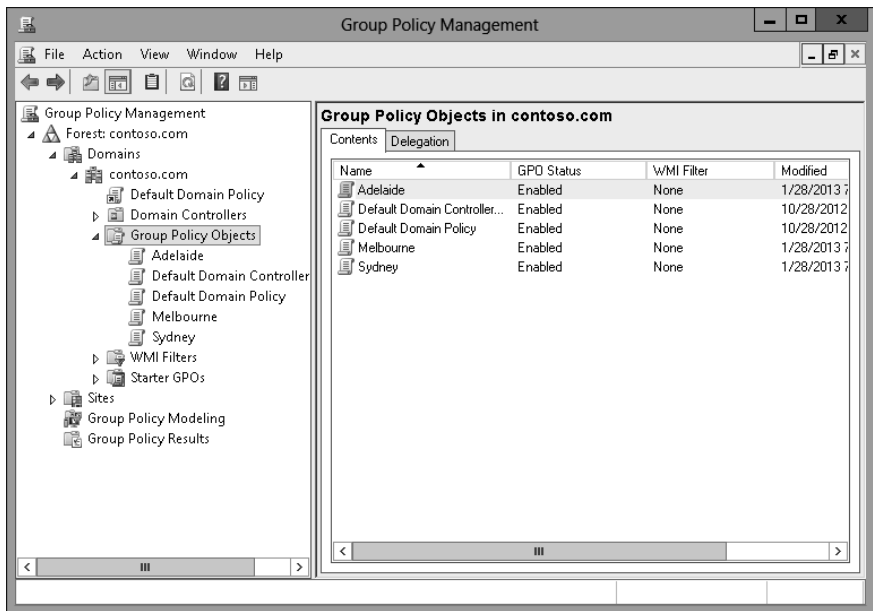 Group Policy Management
File Action View Window Help
Group Policy Management
Forest: contoso.com
Domains
contoso.com
Default Domain Policy
Domain Controllers
Group Policy Objects
Adelaide
Default Domain Controller
Default Domain Policy
Melbourne
Sydney
WMI Filters
Starter GPOs
Sites
Group Policy Modeling
Group Policy Results
Group Policy Objects in contoso.com
Contents Delegation
Name GPO Status WMI Filter Modified
Adelaide Enabled None 1/28/2013 7
Default Domain Controller... Enabled None 10/28/2012
Default Domain Policy Enabled None 10/28/2012
Melbourne Enabled None 1/28/2013 7
Sydney Enabled None 1/28/2013 7